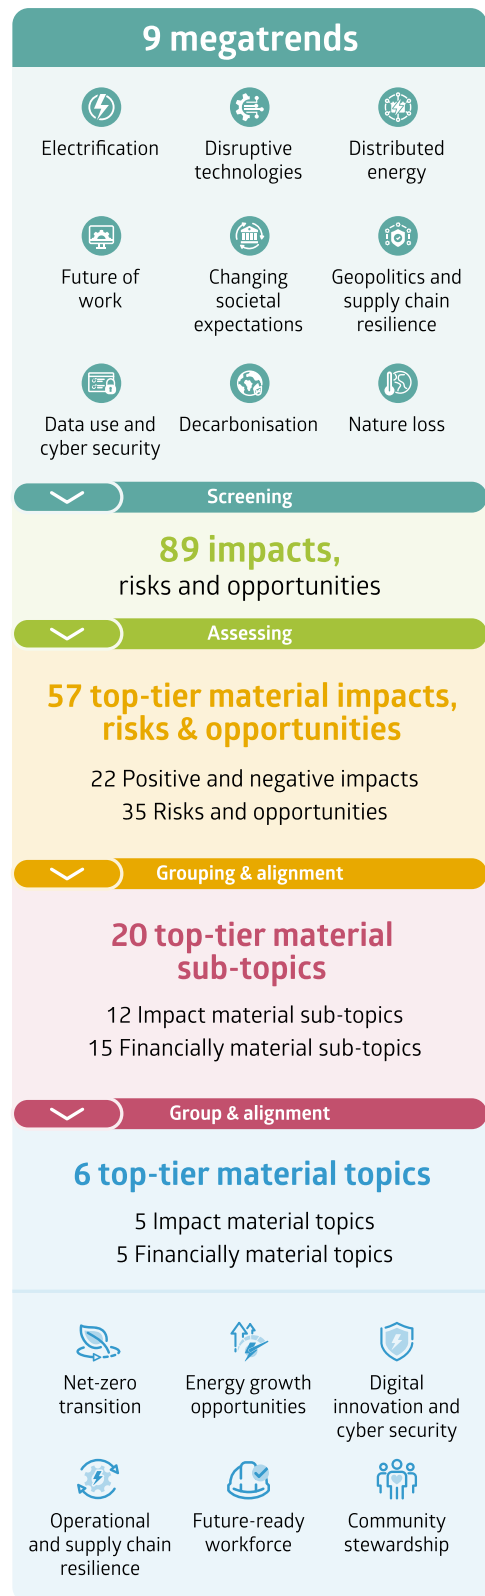 9 megatrends
Electrification
Disruptive
technologies
Distributed
energy
Future of
work
Changing
societal
expectations
Geopolitics and
supply chain
resilience
Data use and
cyber security
Decarbonisation
Nature loss
Screening
89 impacts,
risks and opportunities
Assessing
57 top-tier material impacts,
risks & opportunities
22 Positive and negative impacts
35 Risks and opportunities
Grouping & alignment
20 top-tier material
sub-topics
12 Impact material sub-topics
15 Financially material sub-topics
Group & alignment
6 top-tier material topics
5 Impact material topics
5 Financially material topics
Net-zero
transition
Energy growth
opportunities
Digital
innovation and
cyber security
Operational
and supply chain
resilience
Future-ready
workforce
Community
stewardship